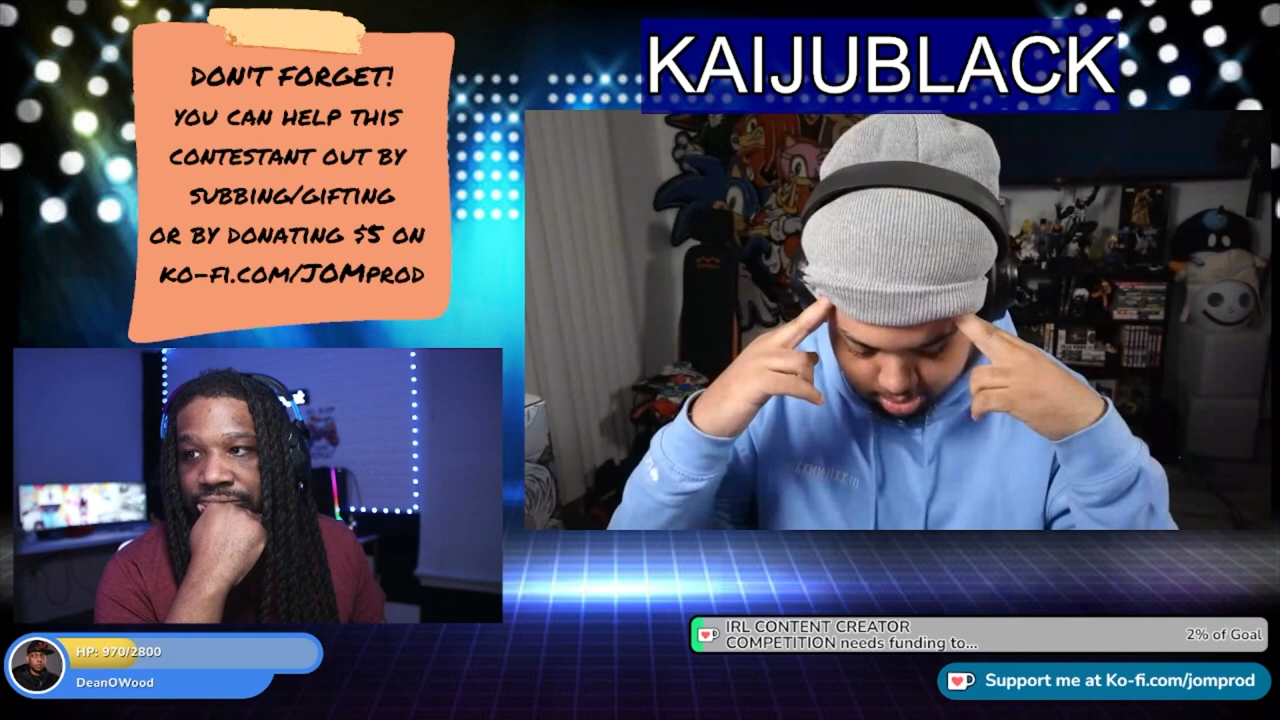 DON'T FORGET!
YOU CAN HELP THIS
CONTESTANT OUT BY
SUBBING/GIFTING
OR BY DONATING $5 ON
KO-FI.COM/JOMPROD
KAIJUBLACK
HP: 970/2800
DeanOWood
IRL CONTENT CREATOR
COMPETITION needs funding to...
2% of Goal
Support me at Ko-fi.com/jomprod